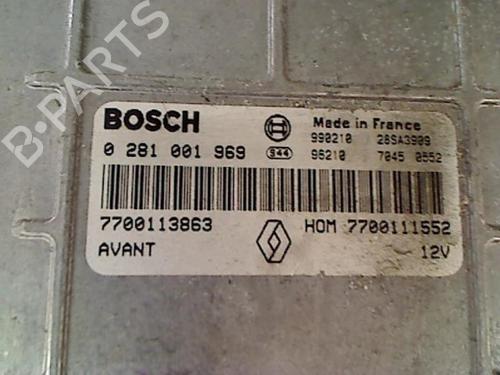 B-PARTS
BOSCH
Made in France
990210 28SA3909
0 281 001 969 S44 96210 7045 0552
7700113863 HOM 7700111552
AVANT 12V